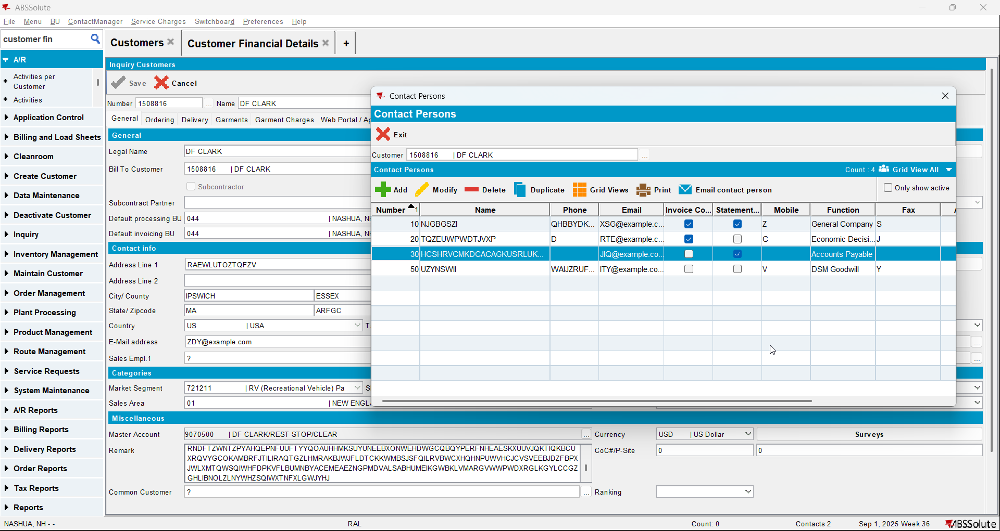 ABSSolute
File Menu BU ContactManager Service Charges Switchboard Preferences Help
customer fin
Customers
Customer Financial Details
+
A/R
Activities per
Customer
Activities
Application Control
Billing and Load Sheets
Cleanroom
Create Customer
Data Maintenance
Deactivate Customer
Inquiry
Inventory Management
Maintain Customer
Order Management
Plant Processing
Product Management
Route Management
Service Requests
System Maintenance
A/R Reports
Billing Reports
Delivery Reports
Order Reports
Tax Reports
Reports
Inquiry Customers
Save Cancel
Number 1508816 ... Name DF CLARK
General Ordering Delivery Garments Garment Charges Web Portal / Ap
General
Legal Name DF CLARK
Bill To Customer 1508816 | DF CLARK
Subcontractor
Subcontract Partner
Default processing BU 044 | NASHUA, NH
Default invoicing BU 044 | NASHUA, NH
Contact info
Address Line 1 RAEWLUTOZTQFZV
Address Line 2
City/ County IPSWICH ESSEX
State/ Zipcode MA ARFGC
Country US | USA T
E-Mail address ZDY@example.com
...
Sales Empl.1 ?
...
Categories
Market Segment 721211 | RV (Recreational Vehicle) Pa S
Sales Area 01 | NEW ENGL
Miscellaneous
Master Account 9070500 | DF CLARK/REST STOP/CLEAR ... Currency USD | US Dollar Surveys
Remark
RNDFTZWNTZPYAHQEPNFUUFTYYQOAUHHMKSUYUNEEBXONWEHDWGCQBQYPERFNHEAESKXUUVJQKTIQKBCU
XRQVYGCOKAMBRFJTILIRAQTGZLHMRAKBJWJFLDTCKKWMBSJSFQILRVBWCXHQHNPUWVHCJCVSVEEBJDZFBPX
JWLXMTQWSQIWHFDPKVFLBUMNBYACEMEAEZNGPMDVALSABHUMEIKGWBKLVMARGVWWPWDXRGLKGYLCCGZ
GHLIBNOLZLNYWHZSQIWXTNFXLGWJYHJ
CoC#/P-Site 0 0
Common Customer ? ... Ranking
Contact Persons
Contact Persons
Exit
Customer 1508816 | DF CLARK ...
Contact Persons Count : 4 Grid View All
Add Modify Delete Duplicate Grid Views Print Email contact person Only show active
Number 1 Name Phone Email Invoice Co... Statement... Mobile Function Fax
10 NJGBGSZI QHBBYDK... XSG@example.c... Z General Company S
20 TQZEUWPWDTJVXP D RTE@example.c... C Economic Decisi... J
30 HCSHRVCMKDCACAGKUSRLUK... JIQ@example.co... Accounts Payable
50 UZYNSWII WAIJZRUF... ITY@example.co... V DSM Goodwill Y
NASHUA, NH - - RAL Count: 0 Contacts 2 Sep 1, 2025 Week 36 ABSSolute